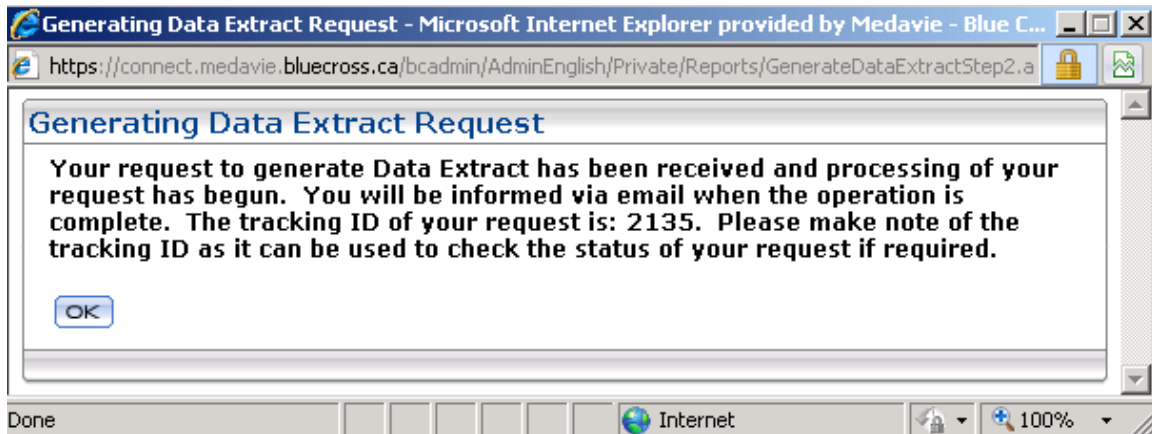 Generating Data Extract Request - Microsoft Internet Explorer provided by Medavie - Blue C...
https://connect.medavie.bluecross.ca/bcadmin/AdminEnglish/Private/Reports/GenerateDataExtractStep2.a
Generating Data Extract Request
Your request to generate Data Extract has been received and processing of your
request has begun. You will be informed via email when the operation is
complete. The tracking ID of your request is: 2135. Please make note of the
tracking ID as it can be used to check the status of your request if required.
OK
Done Internet 100%